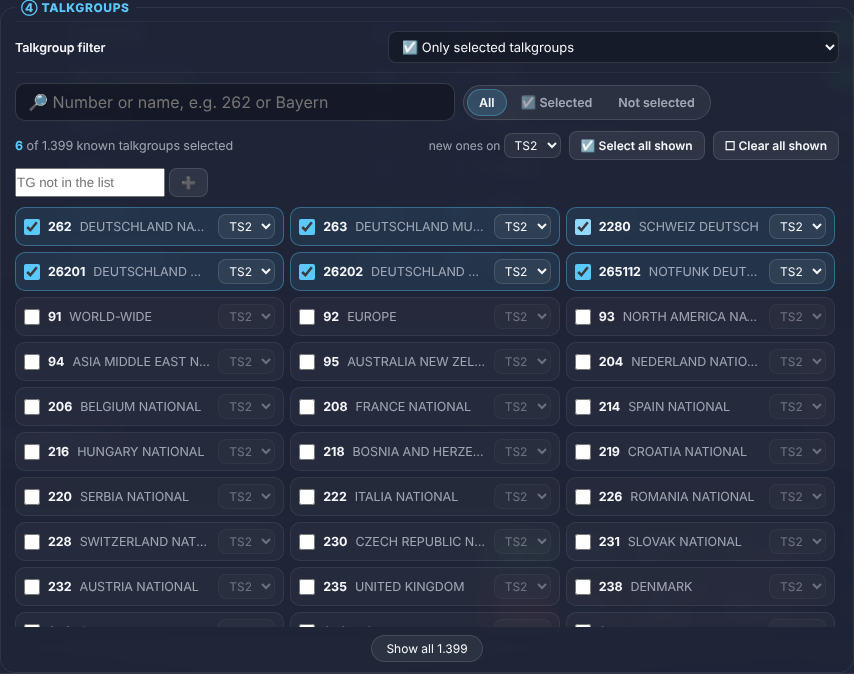 ④ TALKGROUPS
Talkgroup filter
☑ Only selected talkgroups
🔎 Number or name, e.g. 262 or Bayern
All ☑ Selected Not selected
6 of 1.399 known talkgroups selected
new ones on TS2 ☑ Select all shown ☐ Clear all shown
TG not in the list ➕
262 DEUTSCHLAND NA... TS2
263 DEUTSCHLAND MU... TS2
2280 SCHWEIZ DEUTSCH TS2
26201 DEUTSCHLAND ... TS2
26202 DEUTSCHLAND ... TS2
265112 NOTFUNK DEUT... TS2
91 WORLD-WIDE TS2
92 EUROPE TS2
93 NORTH AMERICA NA... TS2
94 ASIA MIDDLE EAST N... TS2
95 AUSTRALIA NEW ZEL... TS2
204 NEDERLAND NATIO... TS2
206 BELGIUM NATIONAL TS2
208 FRANCE NATIONAL TS2
214 SPAIN NATIONAL TS2
216 HUNGARY NATIONAL TS2
218 BOSNIA AND HERZE... TS2
219 CROATIA NATIONAL TS2
220 SERBIA NATIONAL TS2
222 ITALIA NATIONAL TS2
226 ROMANIA NATIONAL TS2
228 SWITZERLAND NAT... TS2
230 CZECH REPUBLIC N... TS2
231 SLOVAK NATIONAL TS2
232 AUSTRIA NATIONAL TS2
235 UNITED KINGDOM TS2
238 DENMARK TS2
Show all 1.399